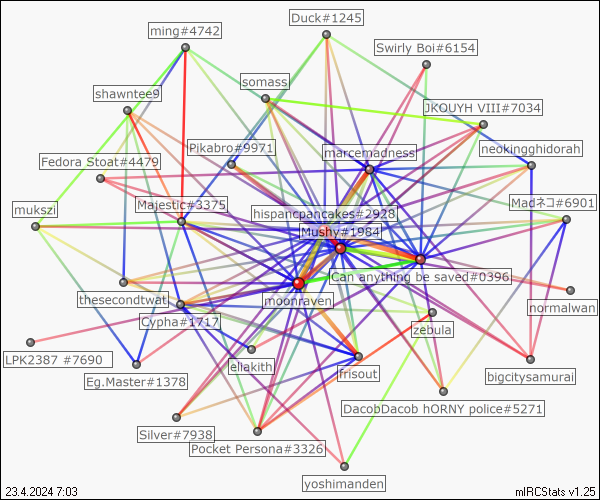 Duck#1245
ming#4742
Swirly Boi#6154
somass
shawntee9
JKOUYH VIII#7034
Pikabro#9971
marcemadness
neokingghidorah
Fedora Stoat#4479
Majestic#3375
Madネコ#6901
mukszi
hispancpancakes#2928
Mushy#1984
Can anything be saved#0396
thesecondtwat
moonraven
normalwan
Cypha#1717
zebula
LPK2387 #7690
eliakith
frisout
bigcitysamurai
Eg.Master#1378
DacobDacob hORNY police#5271
Silver#7938
Pocket Persona#3326
yoshimanden
23.4.2024 7:03
mIRCStats v1.25